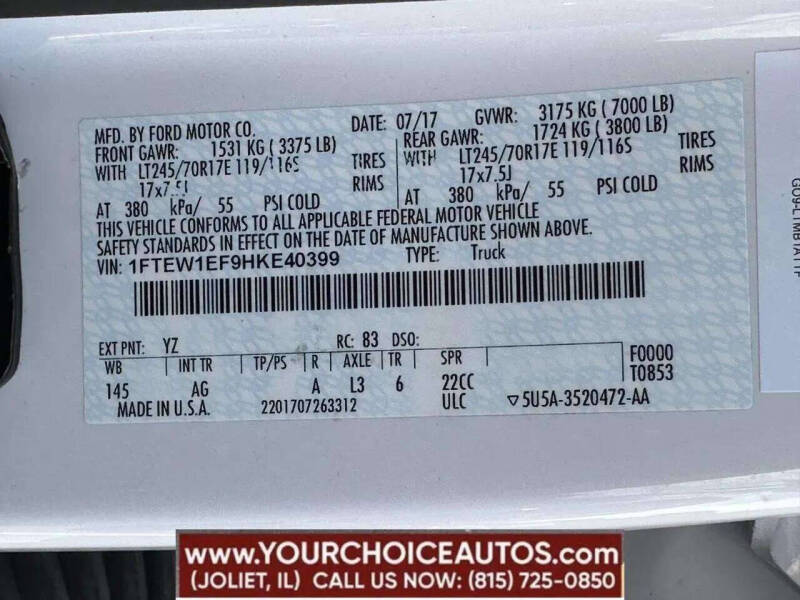 MFD. BY FORD MOTOR CO.
DATE: 07/17 GVWR: 3175 KG ( 7000 LB)
FRONT GAWR: 1531 KG ( 3375 LB)
REAR GAWR: 1724 KG ( 3800 LB)
WITH LT245/70R17E 119/116S TIRES
WITH LT245/70R17E 119/116S TIRES
17x7.5J RIMS
17x7.5J RIMS
AT 380 kPa/ 55 PSI COLD
AT 380 kPa/ 55 PSI COLD
THIS VEHICLE CONFORMS TO ALL APPLICABLE FEDERAL MOTOR VEHICLE
SAFETY STANDARDS IN EFFECT ON THE DATE OF MANUFACTURE SHOWN ABOVE.
VIN: 1FTEW1EF9HKE40399 TYPE: Truck
EXT PNT: YZ RC: 83 DSO:
WB INT TR TP/PS R AXLE TR SPR F0000
145 AG A L3 6 22CC T0853
MADE IN U.S.A. 2201707263312 ULC ▽5U5A-3520472-AA
www.YOURCHOICEAUTOS.com
(JOLIET, IL) CALL US NOW: (815) 725-0850